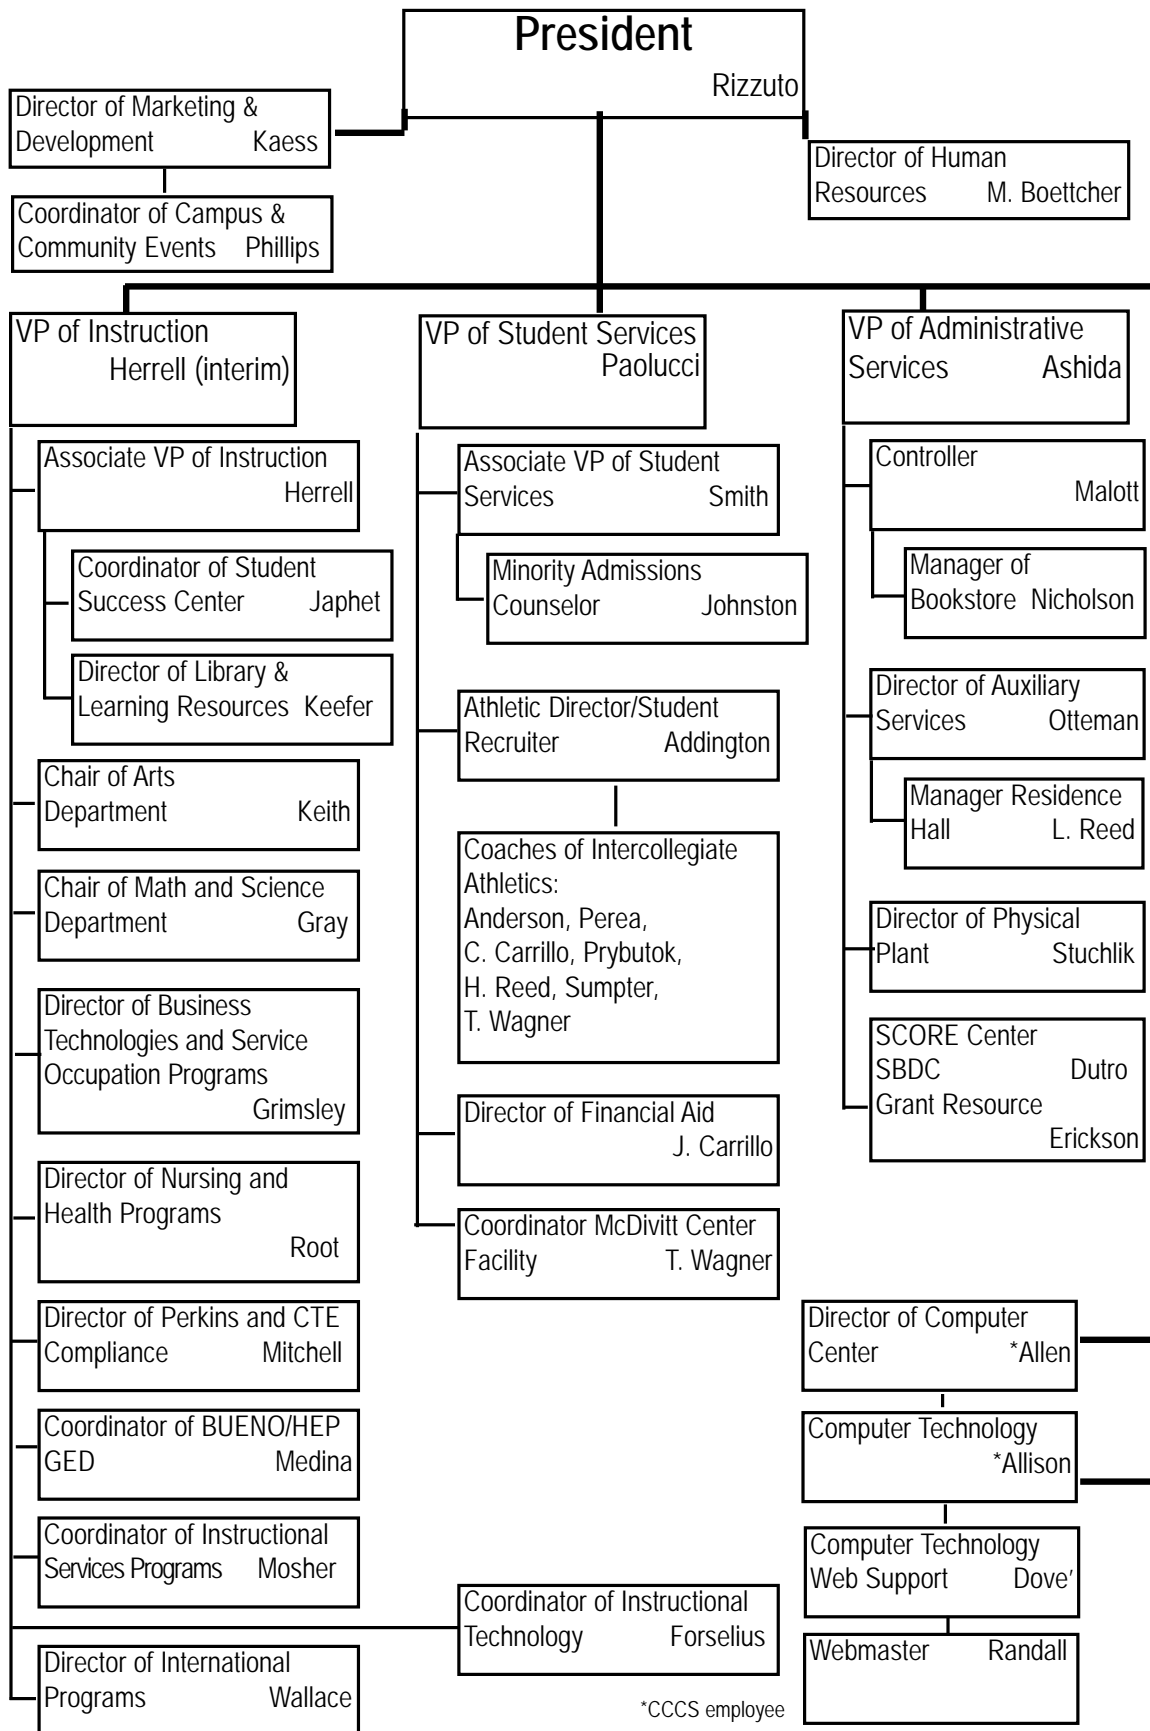 President
Rizzuto
Director of Marketing &
Development Kaess
Director of Human
Resources M. Boettcher
Coordinator of Campus &
Community Events Phillips
VP of Instruction
Herrell (interim)
Associate VP of Instruction
Herrell
Coordinator of Student
Success Center Japhet
Director of Library &
Learning Resources Keefer
Chair of Arts
Department Keith
Chair of Math and Science
Department Gray
Director of Business
Technologies and Service
Occupation Programs
Grimsley
Director of Nursing and
Health Programs
Root
Director of Perkins and CTE
Compliance Mitchell
Coordinator of BUENO/HEP
GED Medina
Coordinator of Instructional
Services Programs Mosher
Coordinator of Instructional
Technology Forselius
Director of International
Programs Wallace
VP of Student Services
Paolucci
Associate VP of Student
Services Smith
Minority Admissions
Counselor Johnston
Athletic Director/Student
Recruiter Addington
Coaches of Intercollegiate
Athletics:
Anderson, Perea,
C. Carrillo, Prybutok,
H. Reed, Sumpter,
T. Wagner
Director of Financial Aid
J. Carrillo
Coordinator McDivitt Center
Facility T. Wagner
VP of Administrative
Services Ashida
Controller
Malott
Manager of
Bookstore Nicholson
Director of Auxiliary
Services Otteman
Manager Residence
Hall L. Reed
Director of Physical
Plant Stuchlik
SCORE Center
SBDC Dutro
Grant Resource
Erickson
Director of Computer
Center *Allen
Computer Technology
*Allison
Computer Technology
Web Support Dove′
Webmaster Randall
*CCCS employee